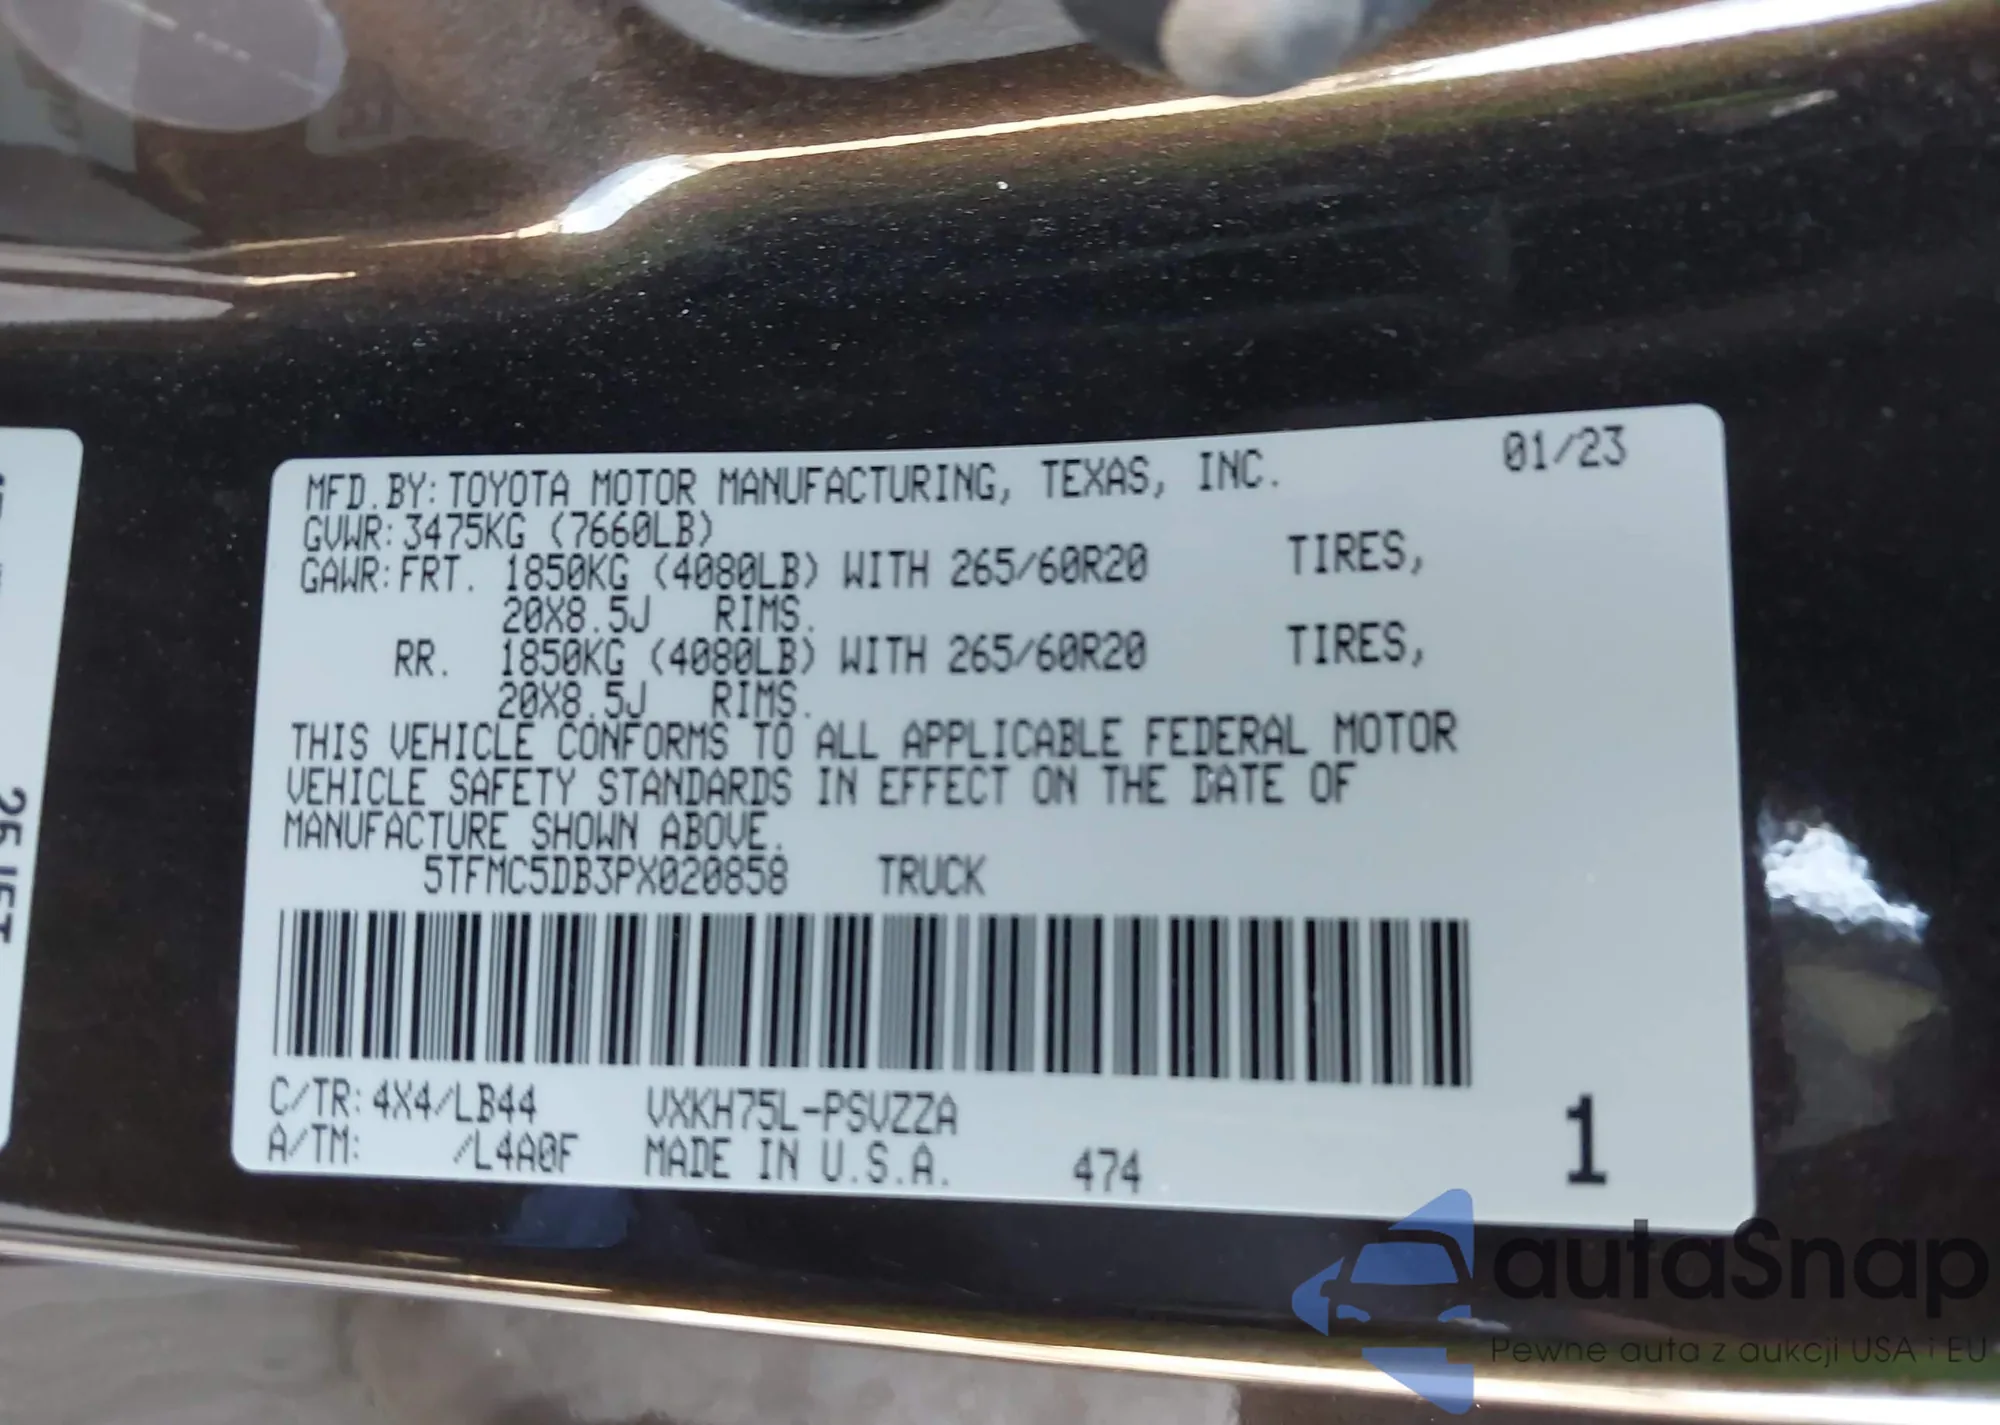 MFD.BY:TOYOTA MOTOR MANUFACTURING, TEXAS, INC. 01/23
GVWR:3475KG (7660LB)
GAWR:FRT. 1850KG (4080LB) WITH 265/60R20 TIRES,
20X8.5J RIMS.
RR. 1850KG (4080LB) WITH 265/60R20 TIRES,
20X8.5J RIMS.
THIS VEHICLE CONFORMS TO ALL APPLICABLE FEDERAL MOTOR
VEHICLE SAFETY STANDARDS IN EFFECT ON THE DATE OF
MANUFACTURE SHOWN ABOVE.
5TFMC5DB3PX020858 TRUCK
C/TR:4X4/LB44 VXKH75L-PSVZZA
A/TM: /L4A0F MADE IN U.S.A. 474 1
autaSnap
Pewne auta z aukcji USA i EU